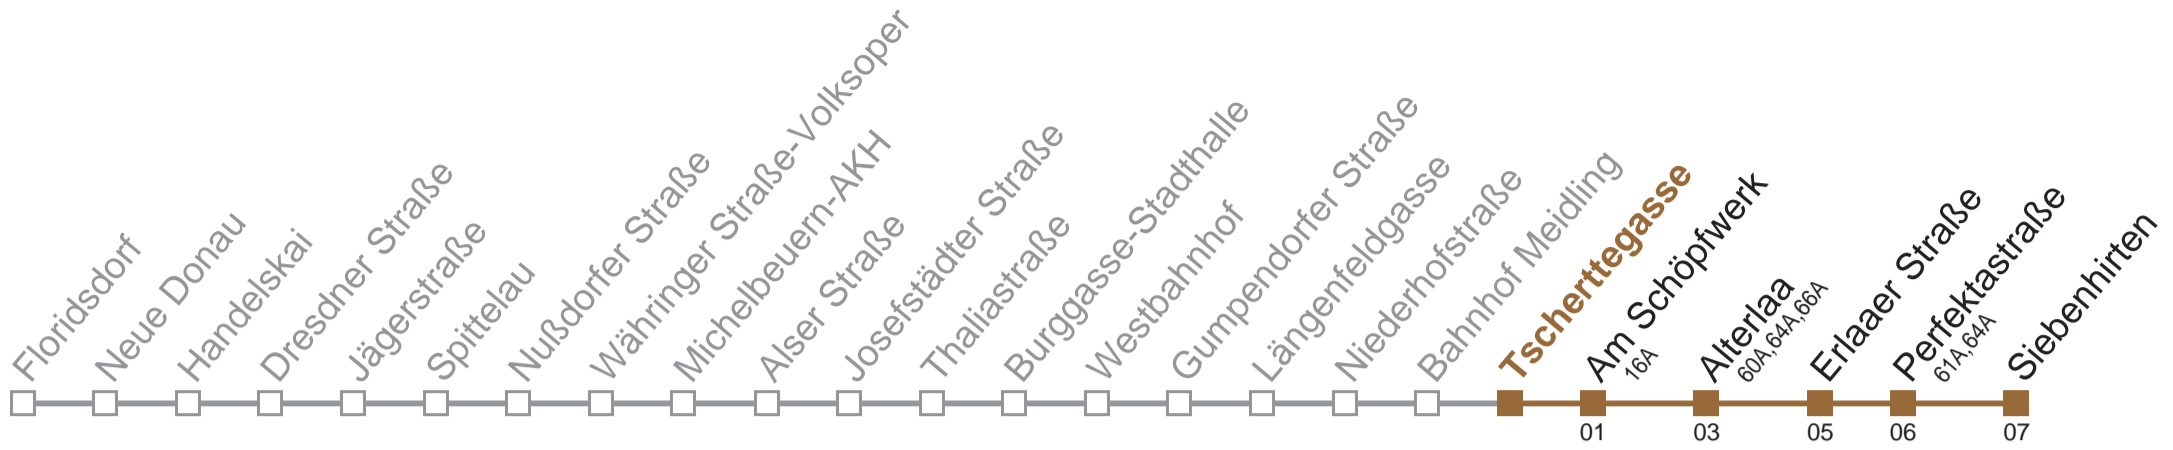 Floridsdorf
Neue Donau
Handelskai
Dresdner Straße
Jägerstraße
Spittelau
Nußdorfer Straße
Währinger Straße-Volksoper
Michelbeuern-AKH
Alser Straße
Josefstädter Straße
Thaliastraße
Burggasse-Stadthalle
Westbahnhof
Gumpendorfer Straße
Längenfeldgasse
Niederhofstraße
Bahnhof Meidling
Tscherttegasse
Am Schöpfwerk
16A
Alterlaa
60A,64A,66A
Erlaaer Straße
Perfektastraße
61A,64A
Siebenhirten
01
03
05
06
07